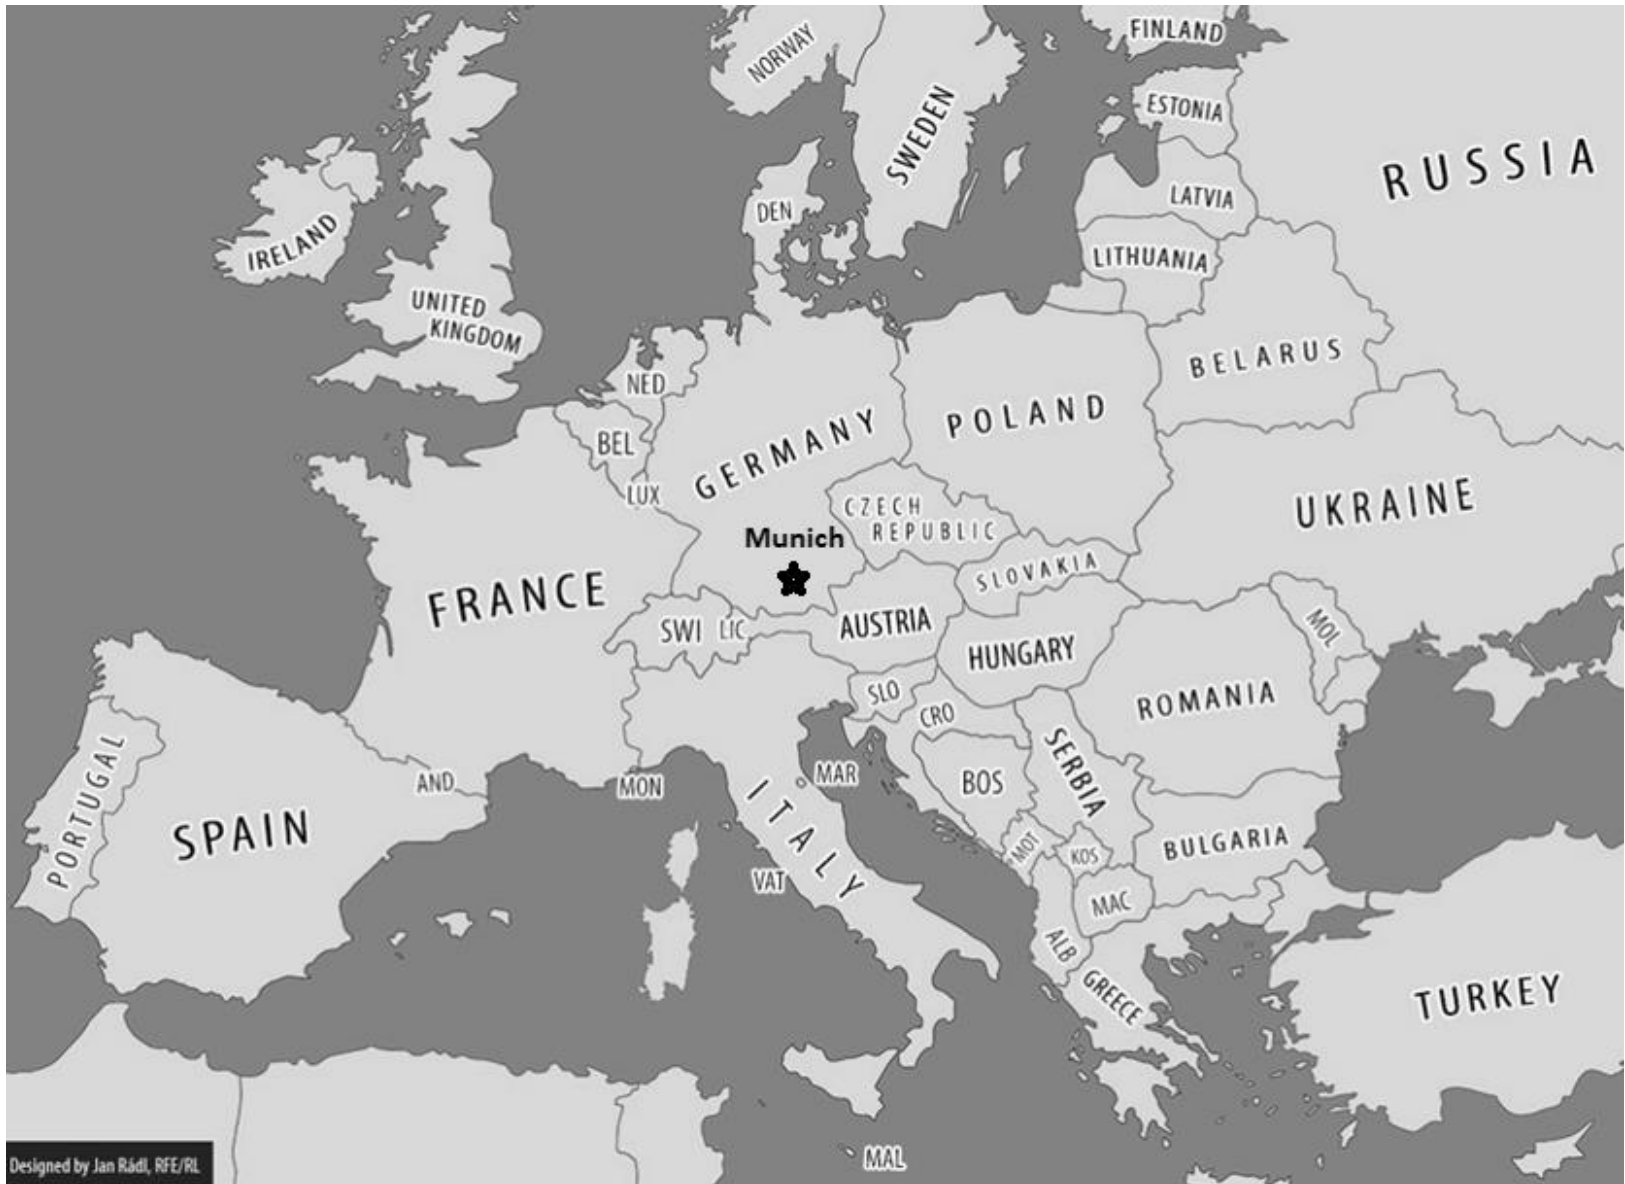 NORWAY
FINLAND
SWEDEN
ESTONIA
RUSSIA
LATVIA
DEN
IRELAND
LITHUANIA
UNITED
KINGDOM
BELARUS
NED
POLAND
GERMANY
BEL
LUX
CZECH
REPUBLIC
UKRAINE
Munich
SLOVAKIA
FRANCE
SWI
LIC
AUSTRIA
MOL
HUNGARY
SLO
ROMANIA
CRO
PORTUGAL
SERBIA
AND
MON
MAR
BOS
ITALY
SPAIN
MOT
KOS
BULGARIA
VAT
MAC
ALB
GREECE
TURKEY
MAL
Designed by Jan Rádl, RFE/RL